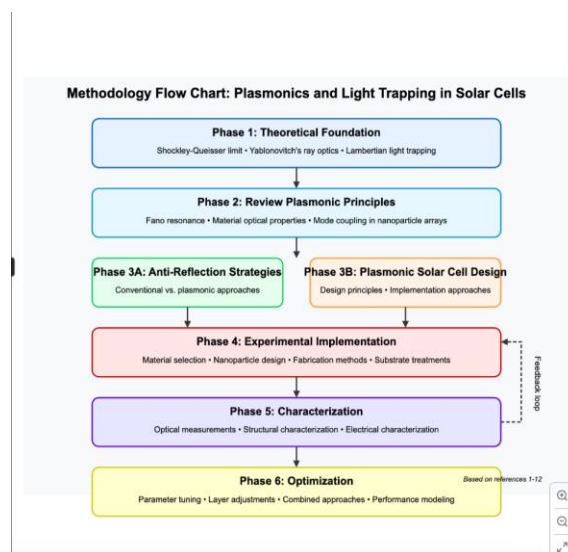 Methodology Flow Chart: Plasmonics and Light Trapping in Solar Cells
Phase 1: Theoretical Foundation
Shockley-Queisser limit • Yablonovitch's ray optics • Lambertian light trapping
Phase 2: Review Plasmonic Principles
Fano resonance • Material optical properties • Mode coupling in nanoparticle arrays
Phase 3A: Anti-Reflection Strategies
Conventional vs. plasmonic approaches
Phase 3B: Plasmonic Solar Cell Design
Design principles • Implementation approaches
Phase 4: Experimental Implementation
Material selection • Nanoparticle design • Fabrication methods • Substrate treatments
Feedback loop
Phase 5: Characterization
Optical measurements • Structural characterization • Electrical characterization
Phase 6: Optimization
Based on references 1-12
Parameter tuning • Layer adjustments • Combined approaches • Performance modeling